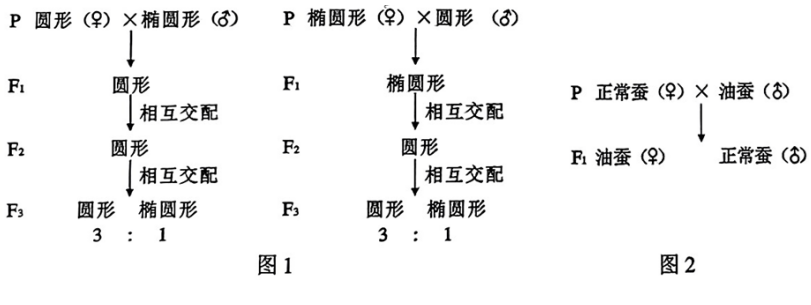 P 圆形（♀）×椭圆形（♂）
F₁ 圆形
相互交配
F₂ 圆形
相互交配
F₃ 圆形 椭圆形
3 : 1
P 椭圆形（♀）×圆形（♂）
F₁ 椭圆形
相互交配
F₂ 圆形
相互交配
F₃ 圆形 椭圆形
3 : 1
图1
P 正常蚕（♀）× 油蚕（♂）
F₁ 油蚕（♀） 正常蚕（♂）
图2